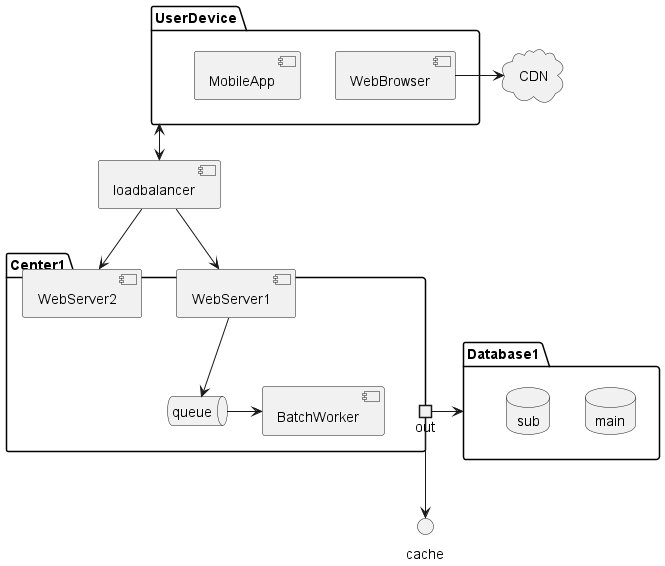 UserDevice
MobileApp
WebBrowser
CDN
loadbalancer
Center1
WebServer2
WebServer1
Database1
queue
BatchWorker
out
sub
main
cache